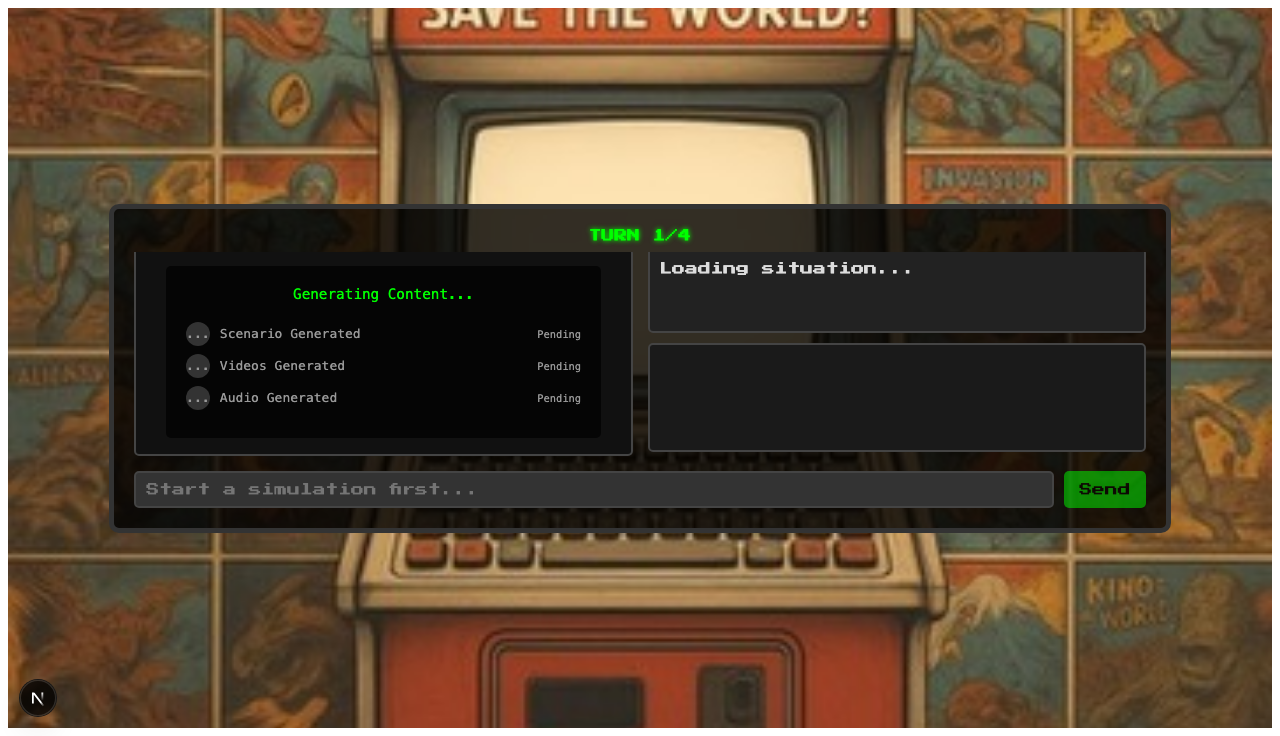 SAVE THE WORLD?
INVASION
TURN 1/4
Generating Content...
... Scenario Generated Pending
... Videos Generated Pending
... Audio Generated Pending
Loading situation...
Start a simulation first...
Send
ALIENS
KING
WORLD
N